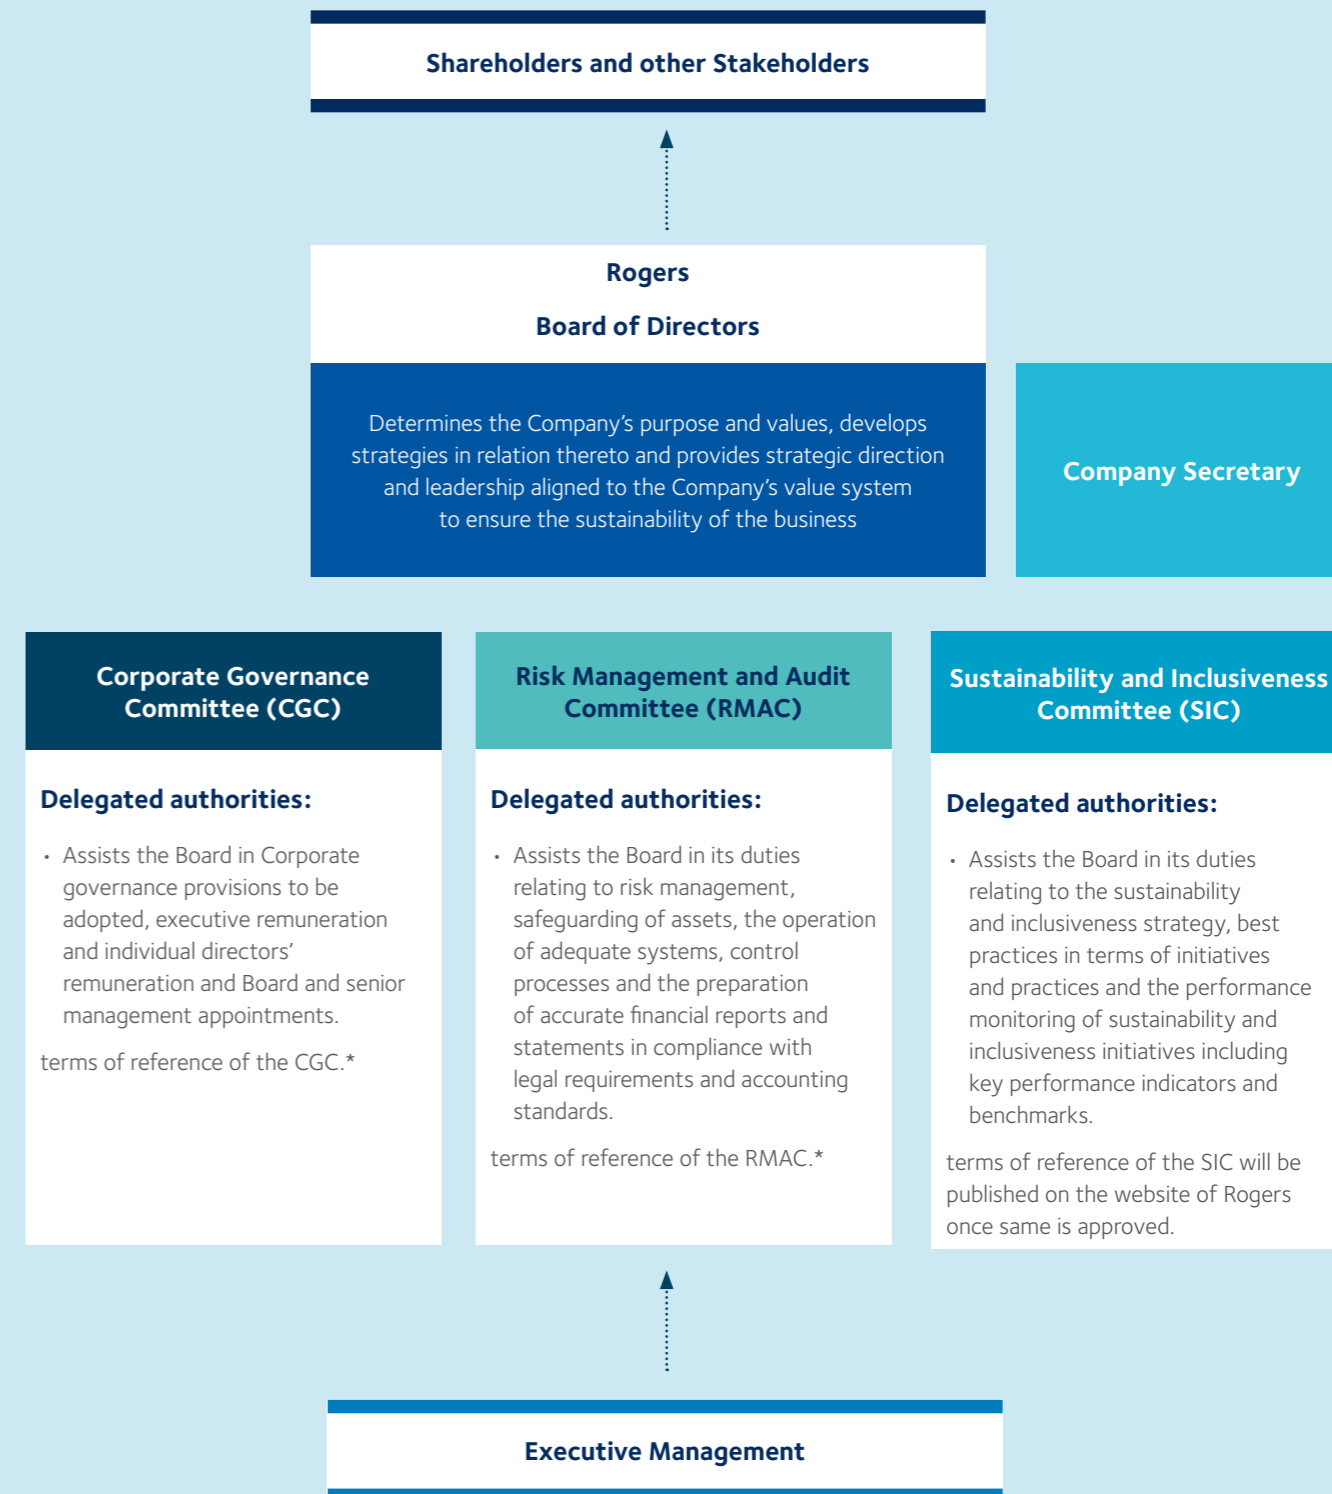 Shareholders and other Stakeholders
Rogers
Board of Directors
Determines the Company’s purpose and values, develops
strategies in relation thereto and provides strategic direction
and leadership aligned to the Company’s value system
to ensure the sustainability of the business
Company Secretary
Corporate Governance
Committee (CGC)
Delegated authorities:
• Assists the Board in Corporate
governance provisions to be
adopted, executive remuneration
and individual directors’
remuneration and Board and senior
management appointments.
terms of reference of the CGC.*
Risk Management and Audit
Committee (RMAC)
Delegated authorities:
• Assists the Board in its duties
relating to risk management,
safeguarding of assets, the operation
of adequate systems, control
processes and the preparation
of accurate financial reports and
statements in compliance with
legal requirements and accounting
standards.
terms of reference of the RMAC.*
Sustainability and Inclusiveness
Committee (SIC)
Delegated authorities:
• Assists the Board in its duties
relating to the sustainability
and inclusiveness strategy, best
practices in terms of initiatives
and practices and the performance
monitoring of sustainability and
inclusiveness initiatives including
key performance indicators and
benchmarks.
terms of reference of the SIC will be
published on the website of Rogers
once same is approved.
Executive Management